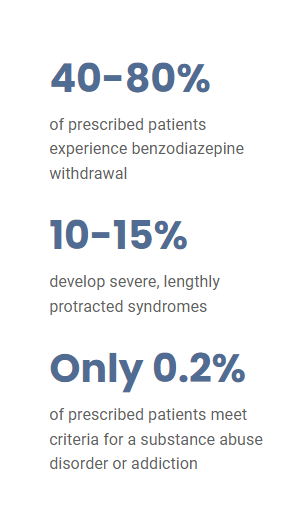 40-80%
of prescribed patients
experience benzodiazepine
withdrawal
10-15%
develop severe, lengthly
protracted syndromes
Only 0.2%
of prescribed patients meet
criteria for a substance abuse
disorder or addiction